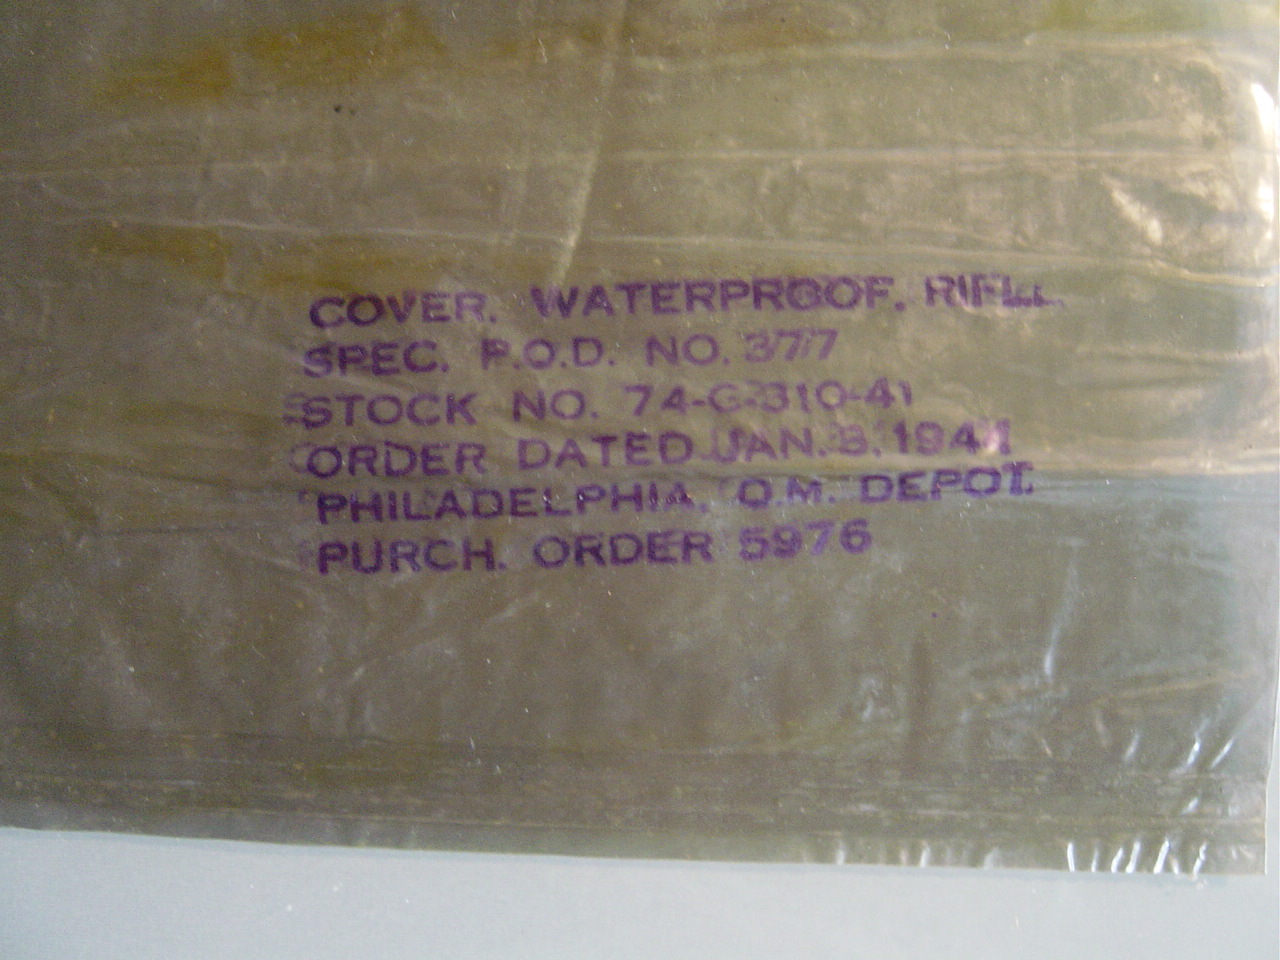 COVER, WATERPROOF, RIFLE
SPEC. P.O.D. NO. 377
STOCK NO. 74-C-310-41
ORDER DATED JAN. 8, 1944
PHILADELPHIA, Q.M. DEPOT.
PURCH. ORDER 5976